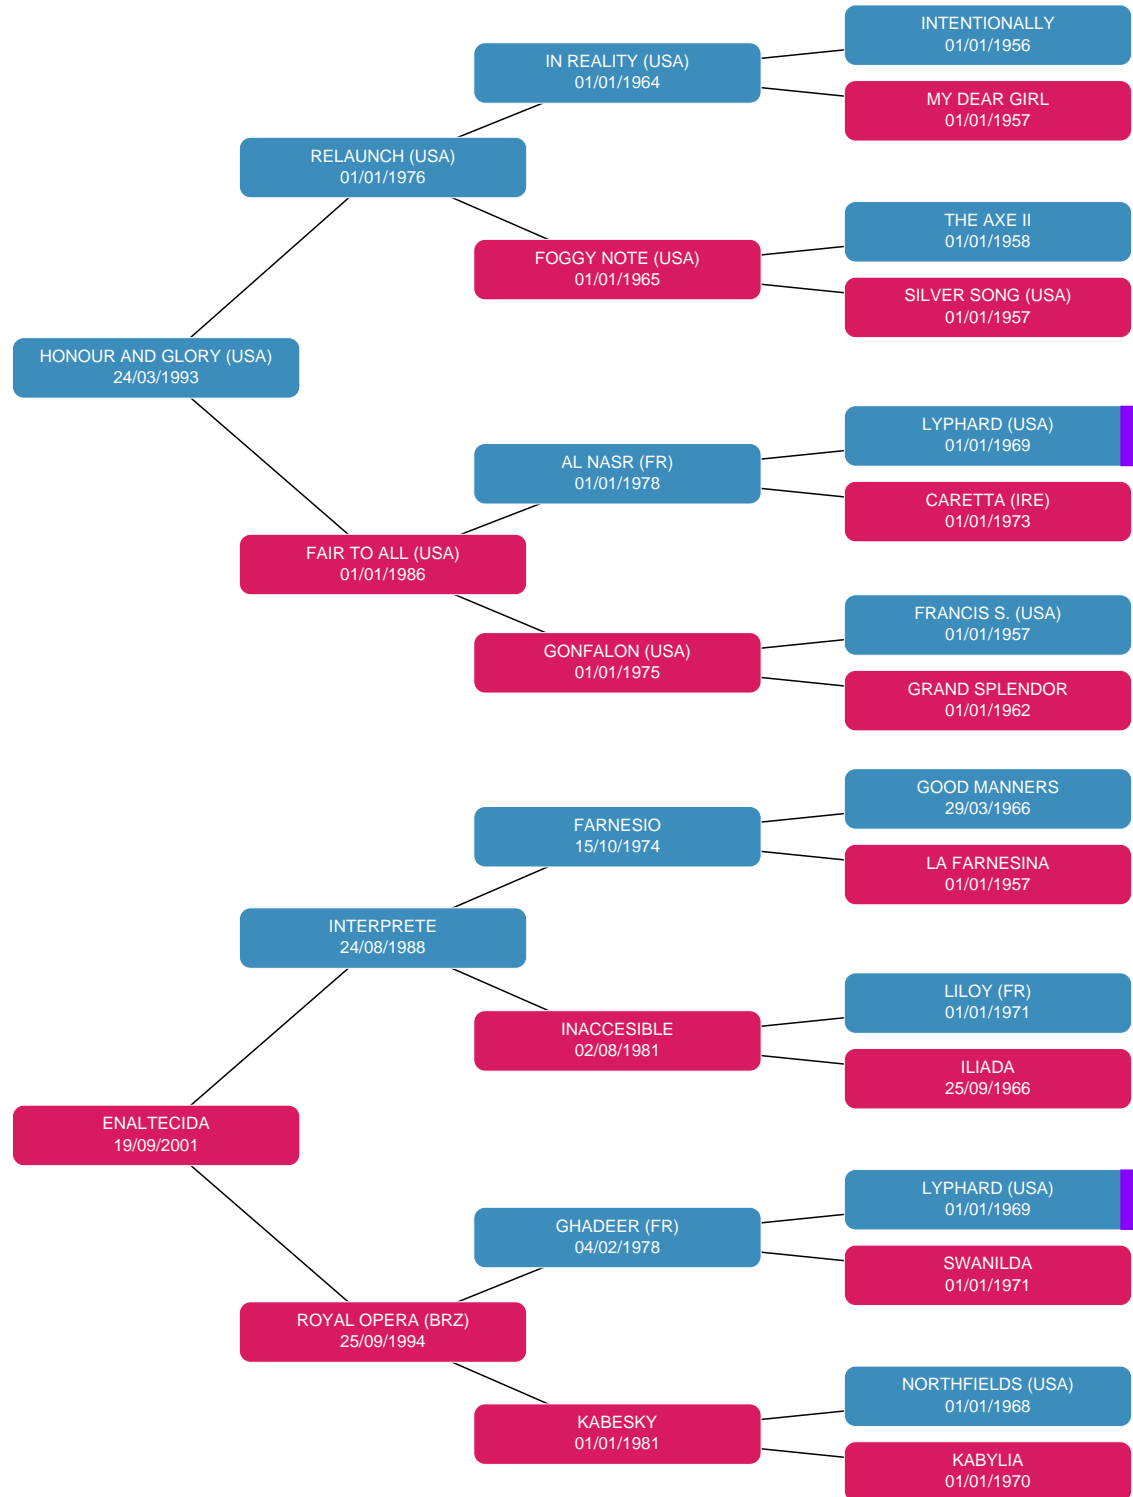 INTENTIONALLY
01/01/1956
IN REALITY (USA)
01/01/1964
MY DEAR GIRL
01/01/1957
RELAUNCH (USA)
01/01/1976
THE AXE II
01/01/1958
FOGGY NOTE (USA)
01/01/1965
SILVER SONG (USA)
01/01/1957
HONOUR AND GLORY (USA)
24/03/1993
LYPHARD (USA)
01/01/1969
AL NASR (FR)
01/01/1978
CARETTA (IRE)
01/01/1973
FAIR TO ALL (USA)
01/01/1986
FRANCIS S. (USA)
01/01/1957
GONFALON (USA)
01/01/1975
GRAND SPLENDOR
01/01/1962
GOOD MANNERS
29/03/1966
FARNESIO
15/10/1974
LA FARNESINA
01/01/1957
INTERPRETE
24/08/1988
LILOY (FR)
01/01/1971
INACCESIBLE
02/08/1981
ILIADA
25/09/1966
ENALTECIDA
19/09/2001
LYPHARD (USA)
01/01/1969
GHADEER (FR)
04/02/1978
SWANILDA
01/01/1971
ROYAL OPERA (BRZ)
25/09/1994
NORTHFIELDS (USA)
01/01/1968
KABESKY
01/01/1981
KABYLIA
01/01/1970